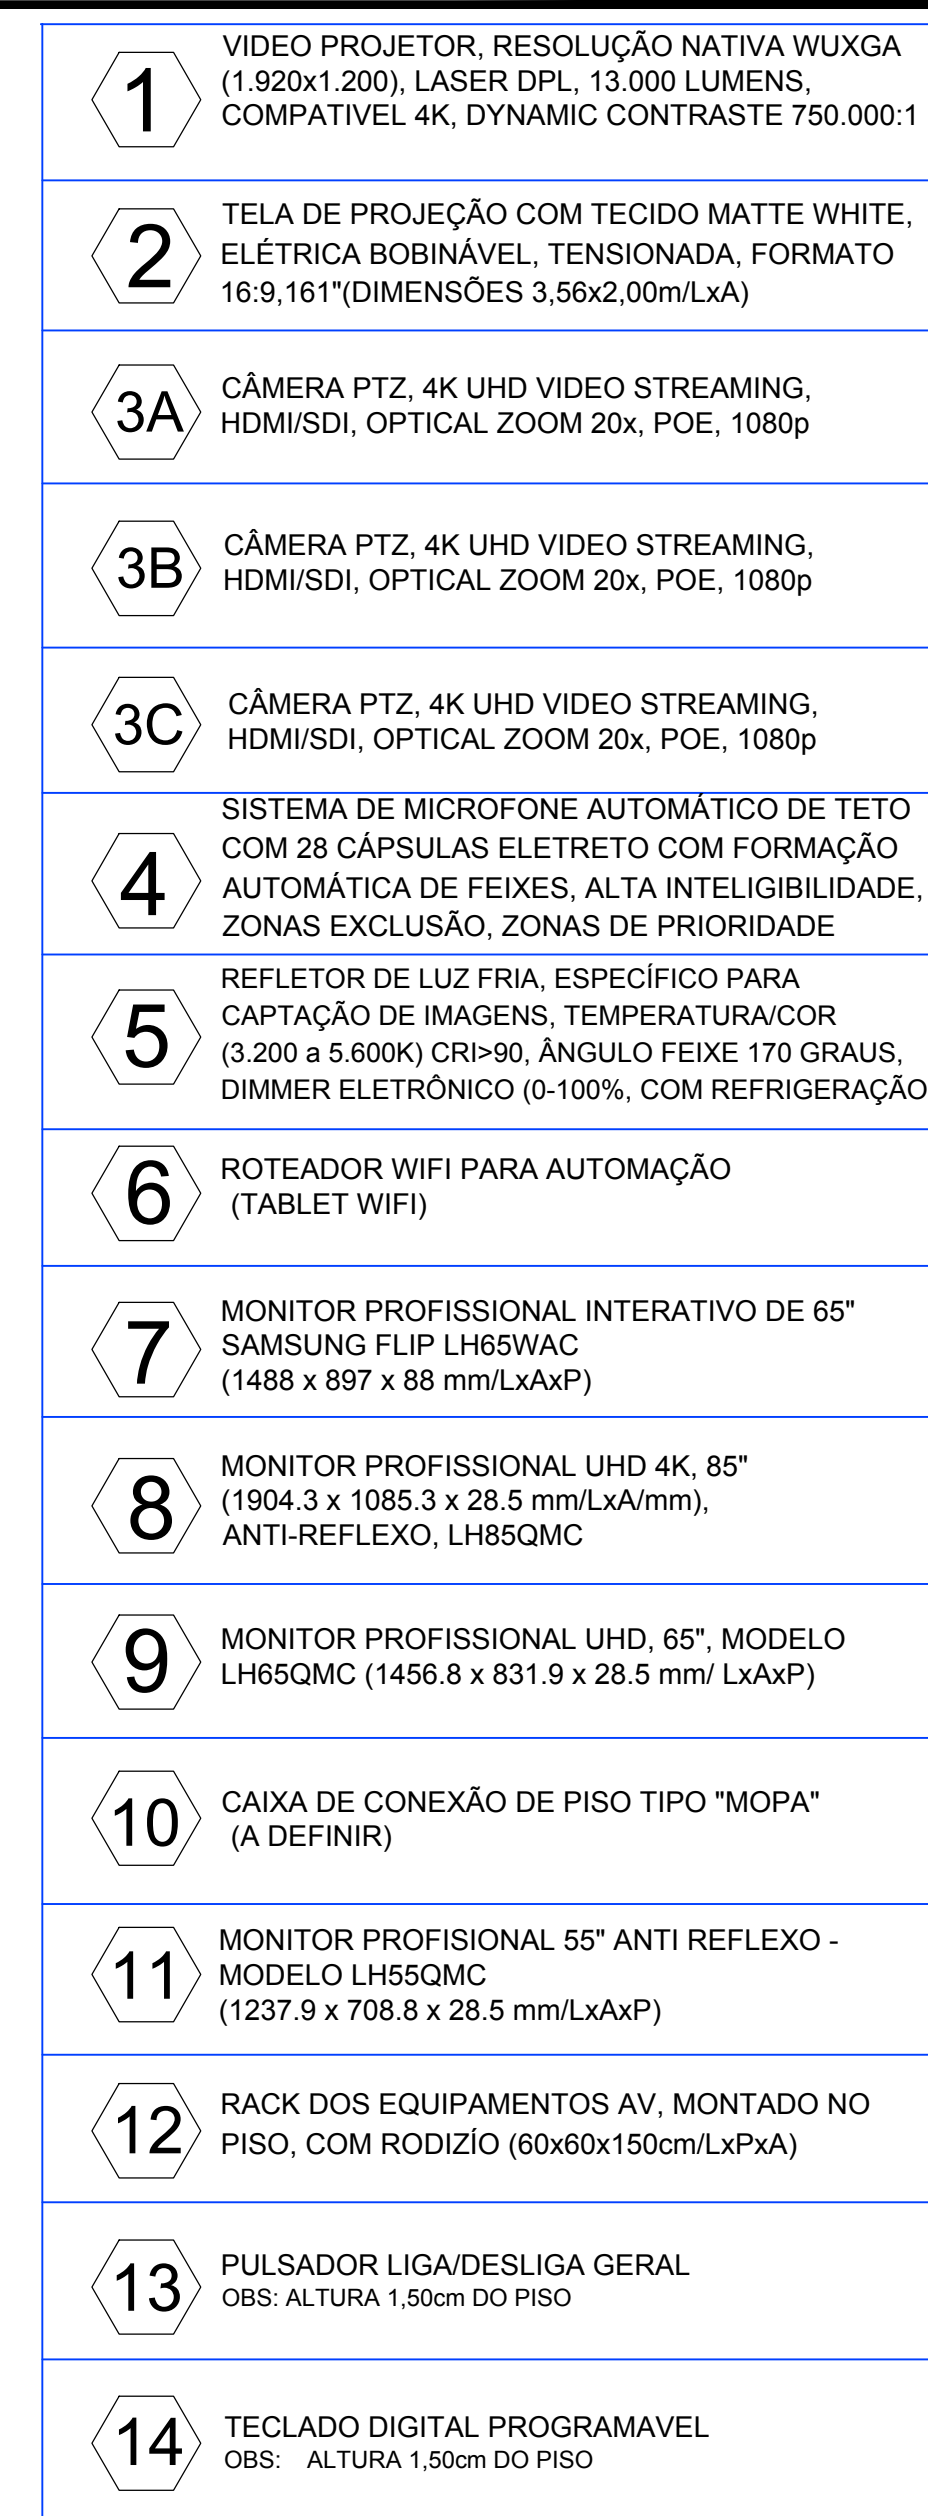 1
VIDEO PROJETOR, RESOLUÇÃO NATIVA WUXGA
(1.920x1.200), LASER DPL, 13.000 LUMENS,
COMPATIVEL 4K, DYNAMIC CONTRASTE 750.000:1
2
TELA DE PROJEÇÃO COM TECIDO MATTE WHITE,
ELÉTRICA BOBINÁVEL, TENSIONADA, FORMATO
16:9,161"(DIMENSÕES 3,56x2,00m/LxA)
3A
CÂMERA PTZ, 4K UHD VIDEO STREAMING,
HDMI/SDI, OPTICAL ZOOM 20x, POE, 1080p
3B
CÂMERA PTZ, 4K UHD VIDEO STREAMING,
HDMI/SDI, OPTICAL ZOOM 20x, POE, 1080p
3C
CÂMERA PTZ, 4K UHD VIDEO STREAMING,
HDMI/SDI, OPTICAL ZOOM 20x, POE, 1080p
4
SISTEMA DE MICROFONE AUTOMÁTICO DE TETO
COM 28 CÁPSULAS ELETRETO COM FORMAÇÃO
AUTOMÁTICA DE FEIXES, ALTA INTELIGIBILIDADE,
ZONAS EXCLUSÃO, ZONAS DE PRIORIDADE
5
REFLETOR DE LUZ FRIA, ESPECÍFICO PARA
CAPTAÇÃO DE IMAGENS, TEMPERATURA/COR
(3.200 a 5.600K) CRI>90, ÂNGULO FEIXE 170 GRAUS,
DIMMER ELETRÔNICO (0-100%, COM REFRIGERAÇÃO
6
ROTEADOR WIFI PARA AUTOMAÇÃO
(TABLET WIFI)
7
MONITOR PROFISSIONAL INTERATIVO DE 65"
SAMSUNG FLIP LH65WAC
(1488 x 897 x 88 mm/LxAxP)
8
MONITOR PROFISSIONAL UHD 4K, 85"
(1904.3 x 1085.3 x 28.5 mm/LxA/mm),
ANTI-REFLEXO, LH85QMC
9
MONITOR PROFISSIONAL UHD, 65", MODELO
LH65QMC (1456.8 x 831.9 x 28.5 mm/ LxAxP)
10
CAIXA DE CONEXÃO DE PISO TIPO "MOPA"
(A DEFINIR)
11
MONITOR PROFISIONAL 55" ANTI REFLEXO -
MODELO LH55QMC
(1237.9 x 708.8 x 28.5 mm/LxAxP)
12
RACK DOS EQUIPAMENTOS AV, MONTADO NO
PISO, COM RODIZÍO (60x60x150cm/LxPxA)
13
PULSADOR LIGA/DESLIGA GERAL
OBS: ALTURA 1,50cm DO PISO
14
TECLADO DIGITAL PROGRAMAVEL
OBS: ALTURA 1,50cm DO PISO